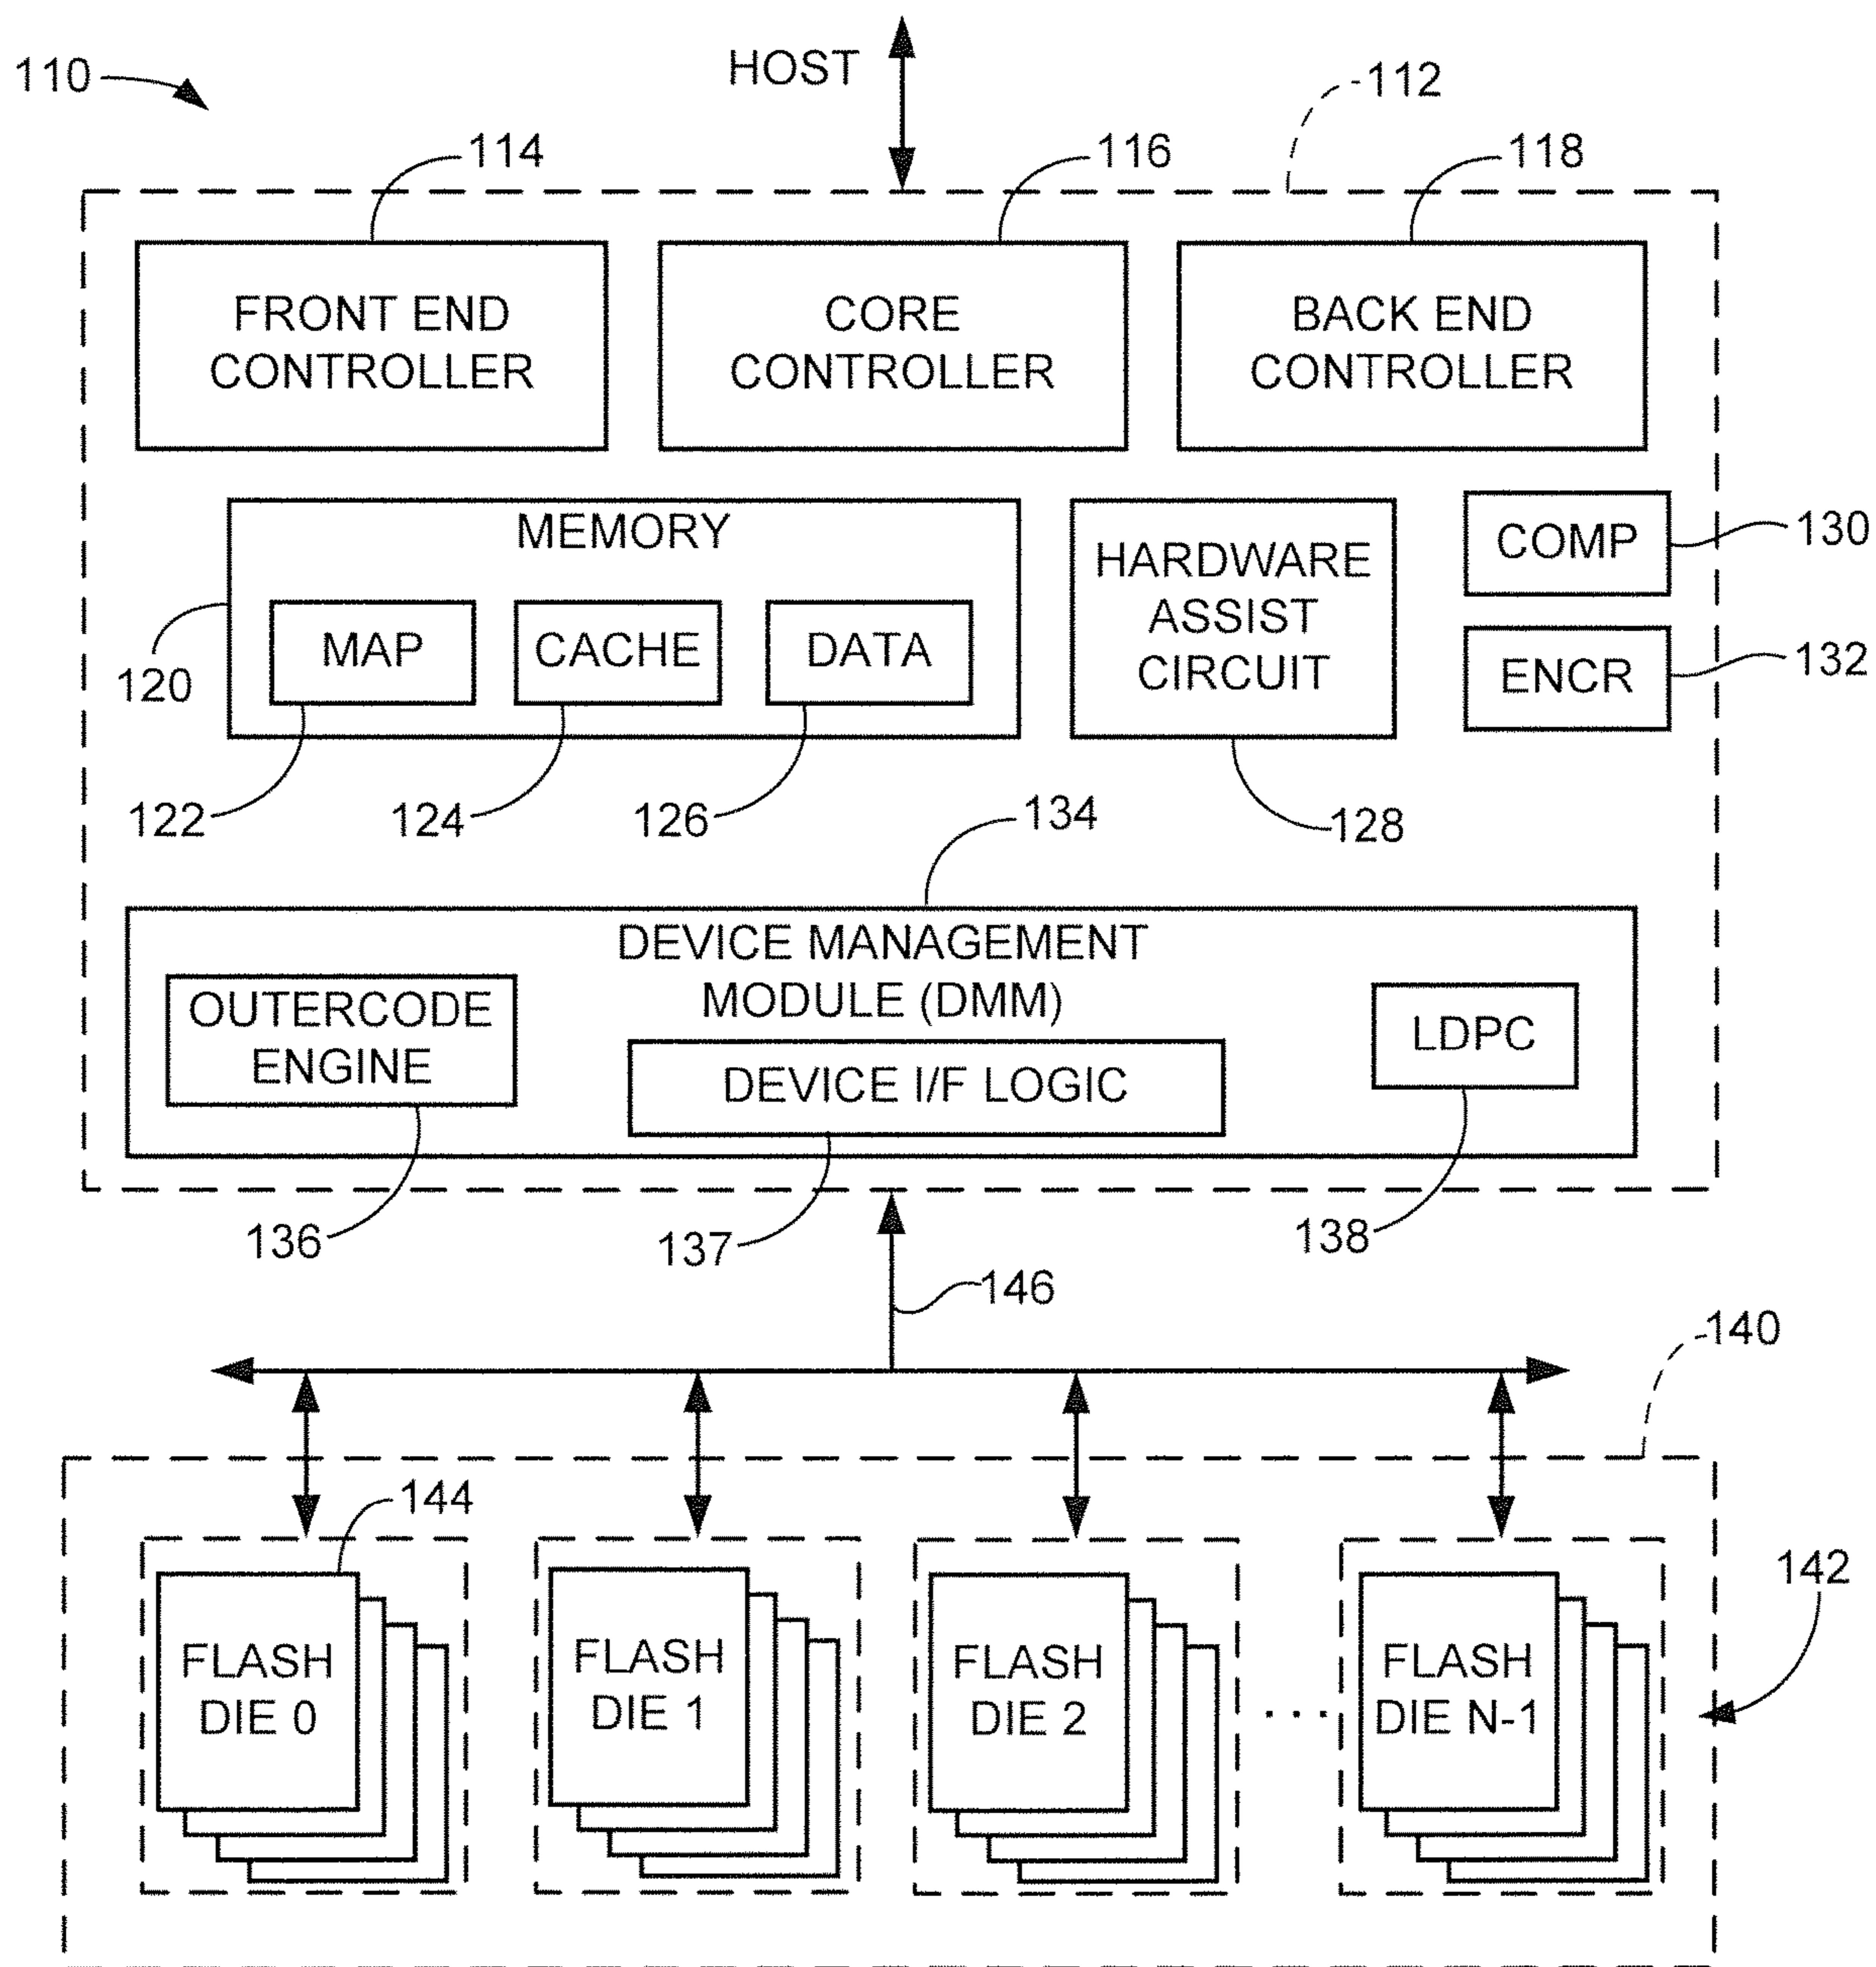 HOST
110
112
114
116
118
FRONT END
CONTROLLER
CORE
CONTROLLER
BACK END
CONTROLLER
MEMORY
MAP
CACHE
DATA
120
122
124
126
HARDWARE
ASSIST
CIRCUIT
128
COMP
130
ENCR
132
134
DEVICE MANAGEMENT
MODULE (DMM)
OUTERCODE
ENGINE
DEVICE I/F LOGIC
LDPC
136
137
138
146
140
144
142
FLASH
DIE 0
FLASH
DIE 1
FLASH
DIE 2
...
FLASH
DIE N-1